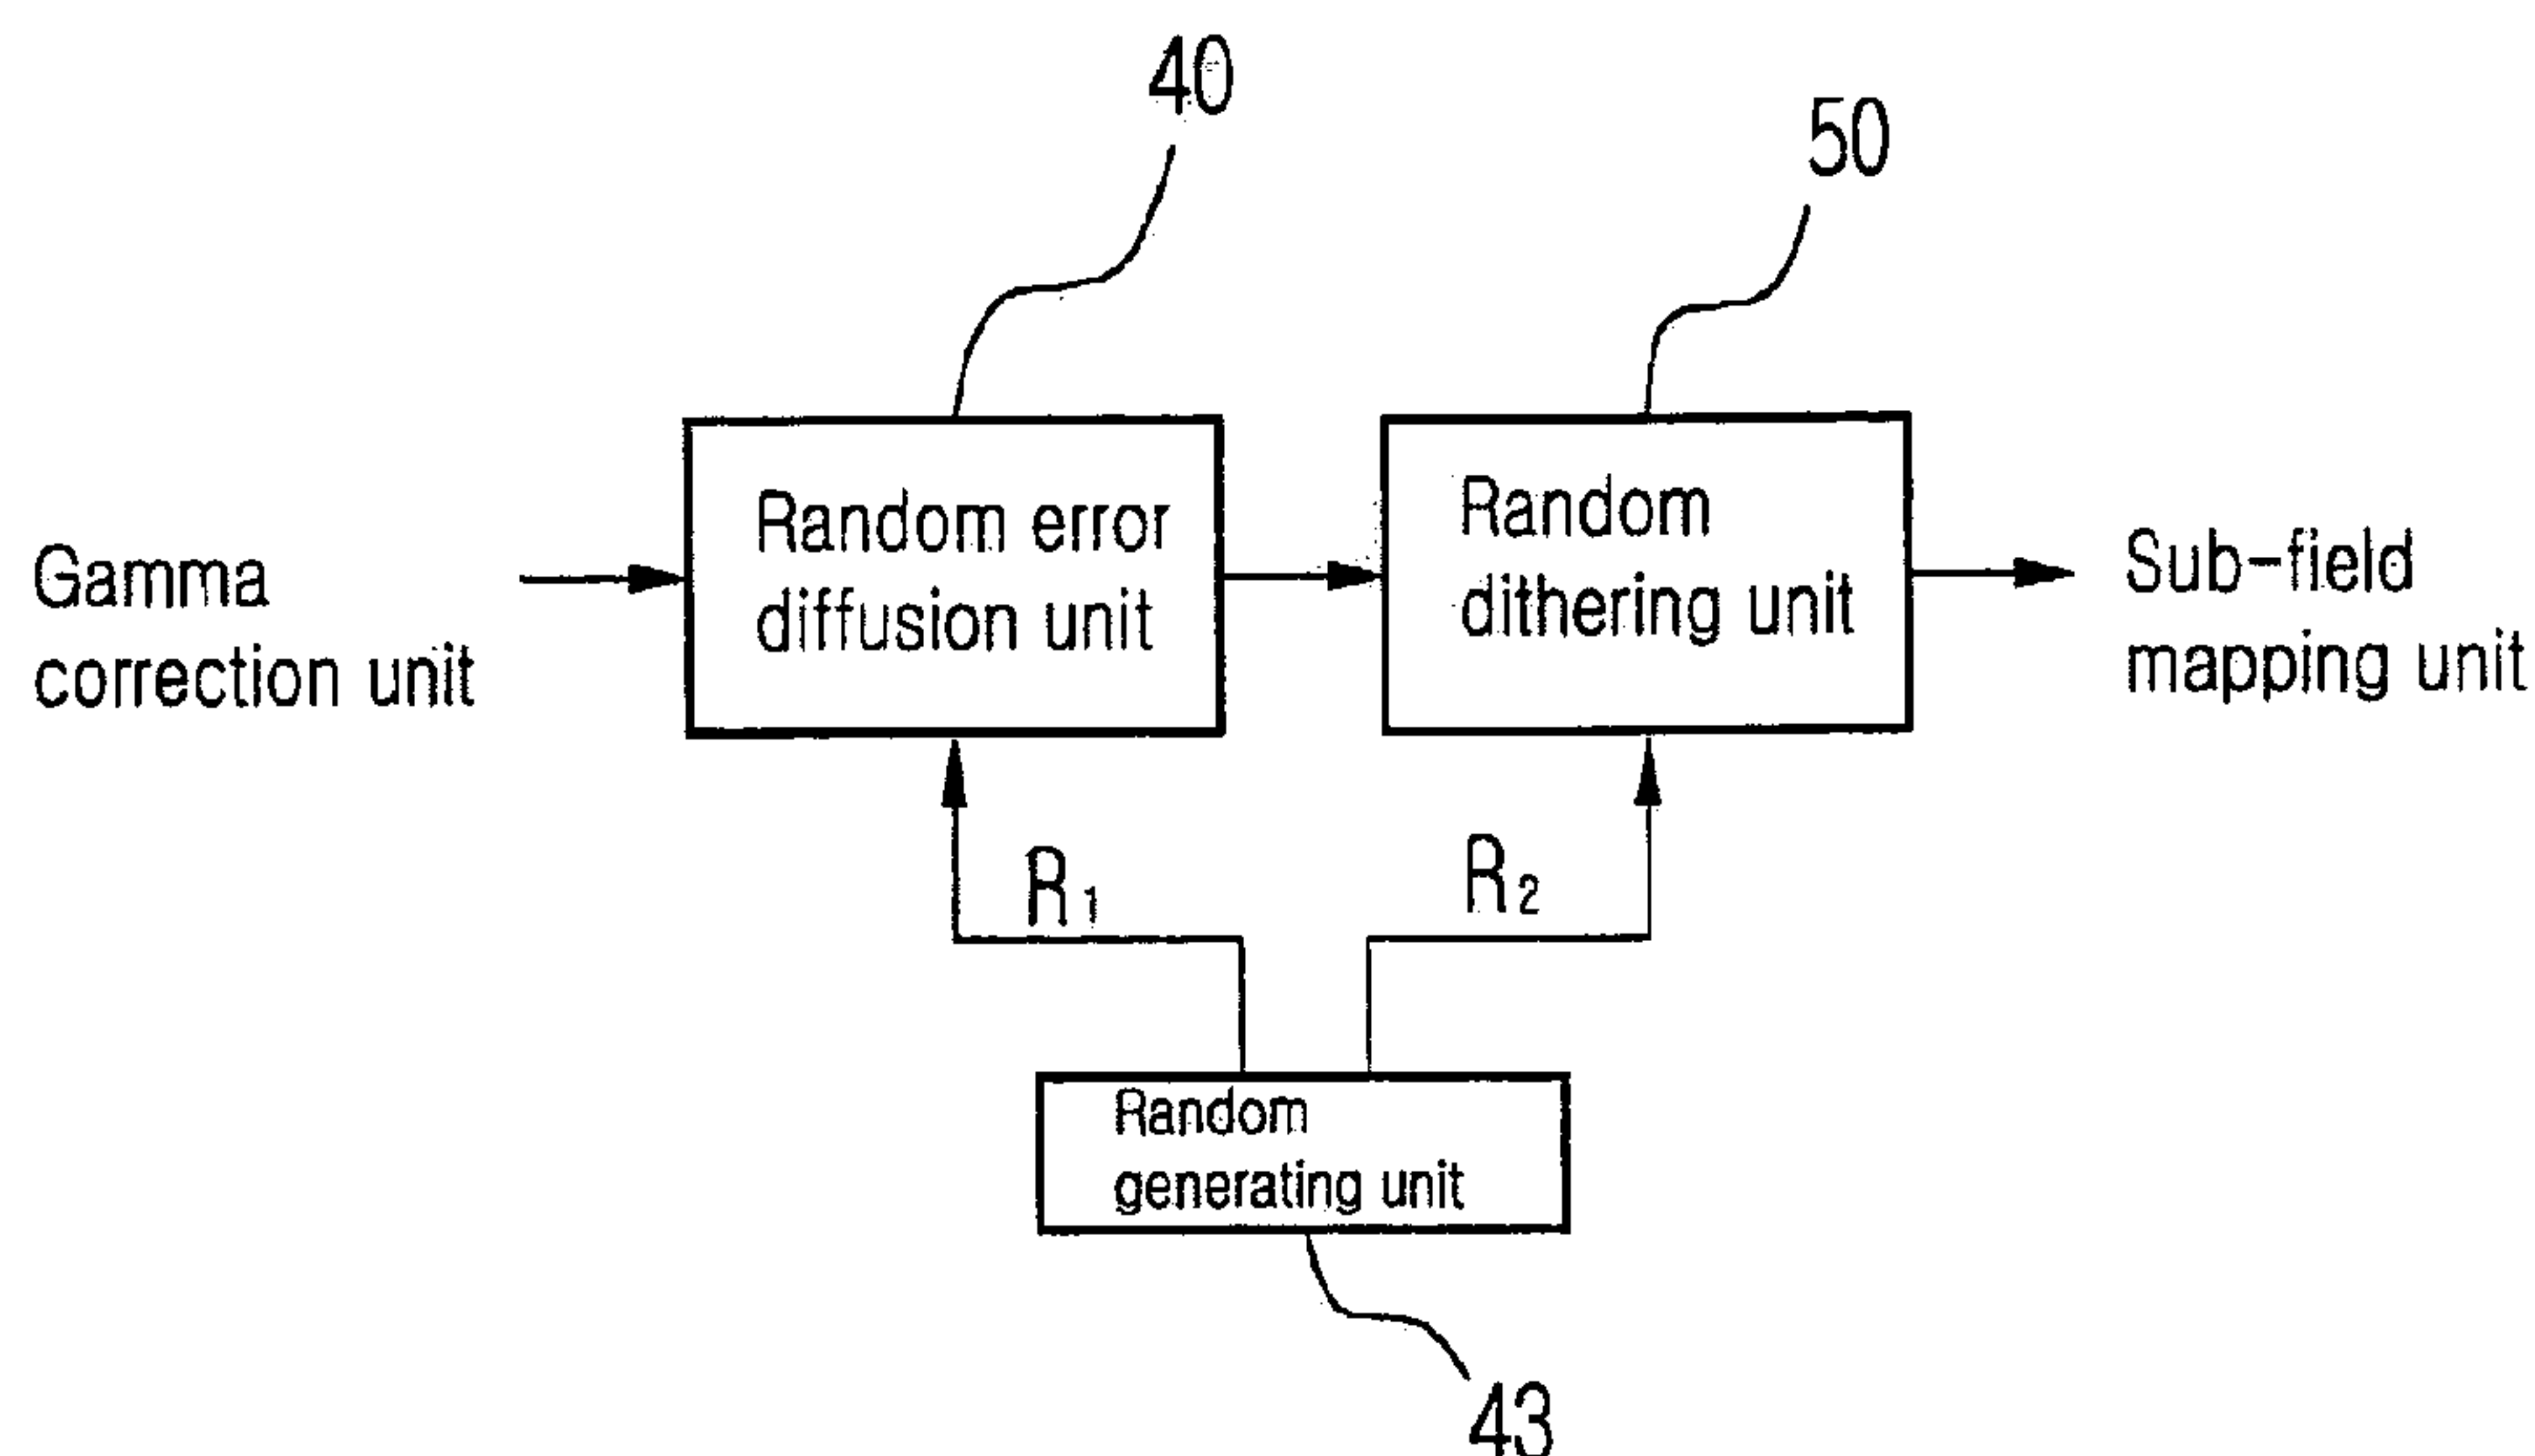 40
50
Gamma
correction unit
Random error
diffusion unit
Random
dithering unit
Sub-field
mapping unit
R1
R2
Random
generating unit
43